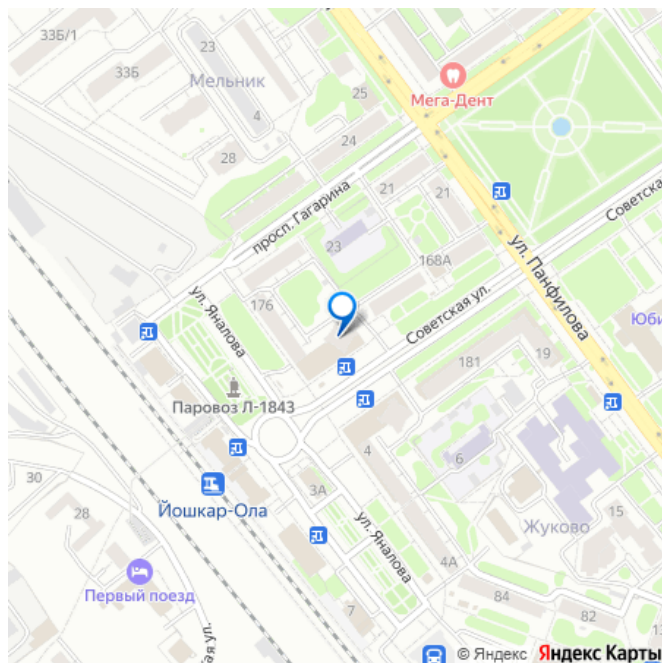 33Б/1
23
33Б
Мельник
4
25
Мега-Дент
28
24
просп. Гагарина
21
21
Советская
23
168А
ул. Панфилова
ул. Яналова
176
Советская ул.
Юби
181
19
Паровоз Л-1843
4
6
30
3А
Йошкар-Ола
28
ул. Яналова
Жуково
15
Первый поезд
4А
84
82
7
кая ул.
© Яндекс
Яндекс Карты